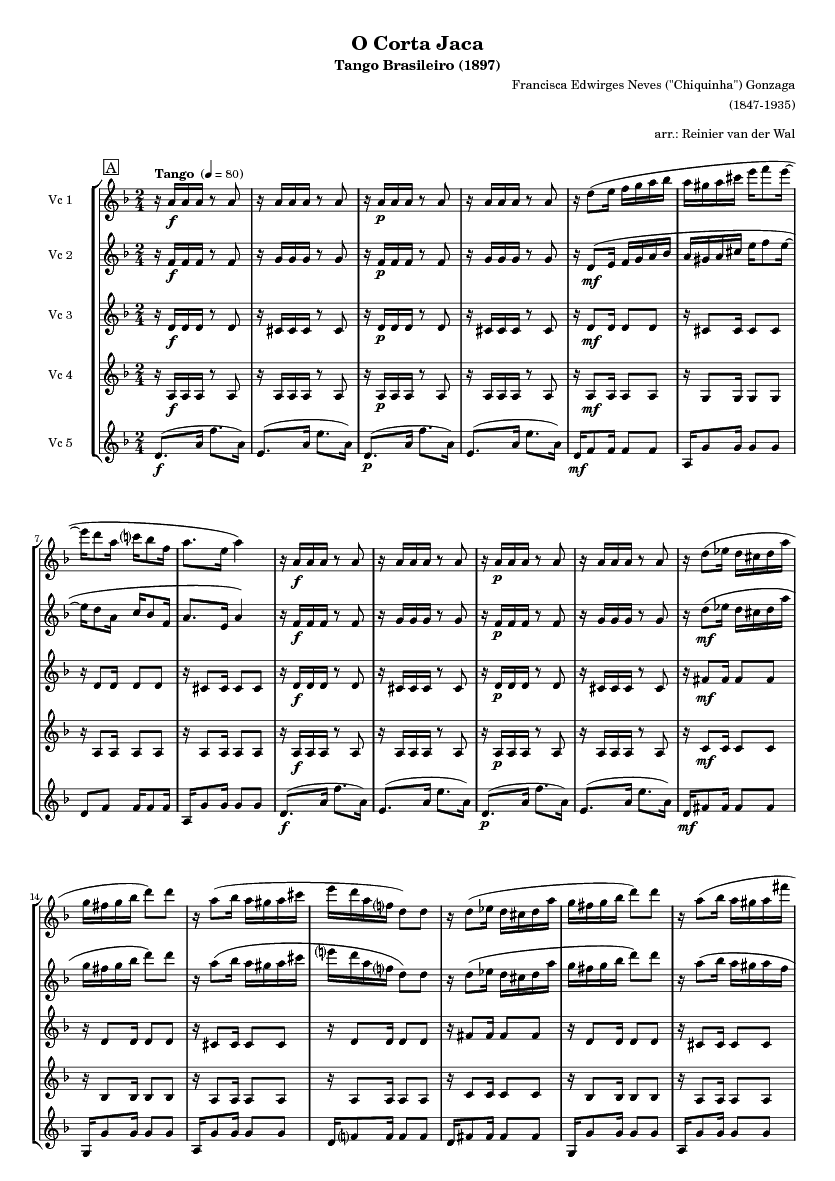 O Corta Jaca
Tango Brasileiro (1897)
Francisca Edwirges Neves ("Chiquinha") Gonzaga
(1847-1935)
arr.: Reinier van der Wal
A
Tango (♩ = 80)
Vc 1
f p
Vc 2
f p mf
Vc 3
f p mf
Vc 4
f p mf
Vc 5
f p mf
7
f p
f p mf
f p mf
f p mf
f p mf
14